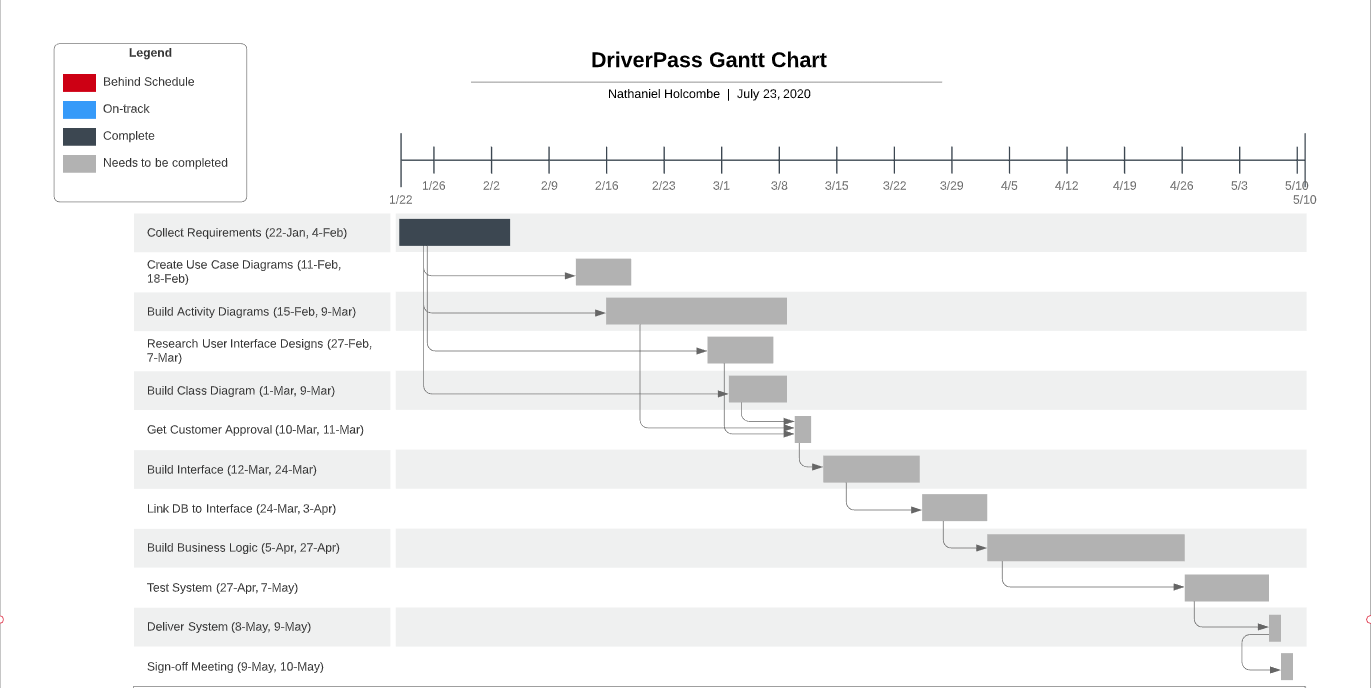 Legend
Behind Schedule
On-track
Complete
Needs to be completed
DriverPass Gantt Chart
Nathaniel Holcombe | July 23, 2020
1/26 2/2 2/9 2/16 2/23 3/1 3/8 3/15 3/22 3/29 4/5 4/12 4/19 4/26 5/3 5/10
1/22 5/10
Collect Requirements (22-Jan, 4-Feb)
Create Use Case Diagrams (11-Feb,
18-Feb)
Build Activity Diagrams (15-Feb, 9-Mar)
Research User Interface Designs (27-Feb,
7-Mar)
Build Class Diagram (1-Mar, 9-Mar)
Get Customer Approval (10-Mar, 11-Mar)
Build Interface (12-Mar, 24-Mar)
Link DB to Interface (24-Mar, 3-Apr)
Build Business Logic (5-Apr, 27-Apr)
Test System (27-Apr, 7-May)
Deliver System (8-May, 9-May)
Sign-off Meeting (9-May, 10-May)